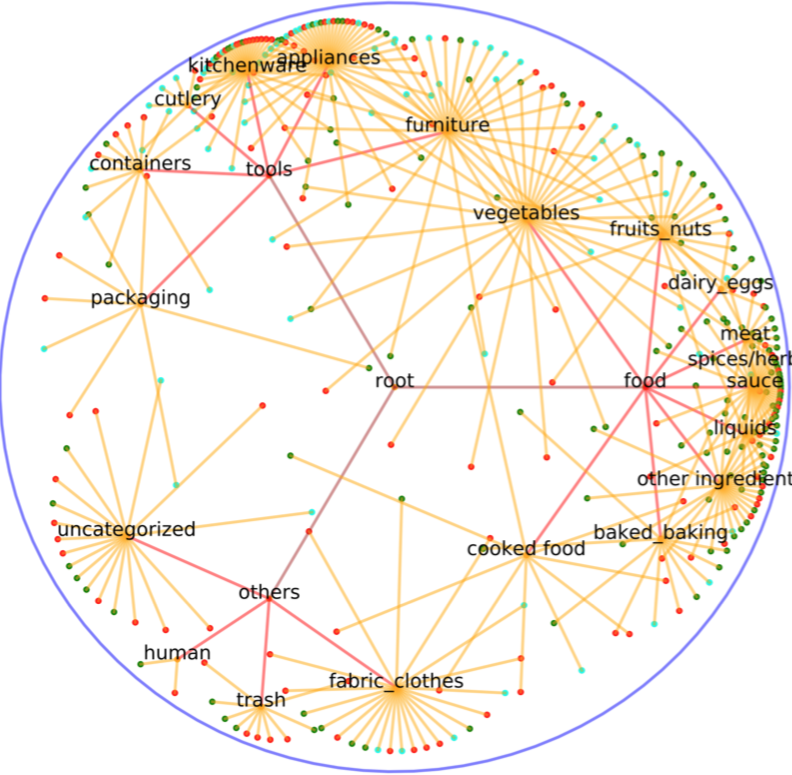 kitchenware
appliances
cutlery
furniture
containers
tools
vegetables
fruits_nuts
dairy_eggs
packaging
meat
spices/herb
root
food
sauce
liquids
other ingredient
uncategorized
baked_baking
cooked food
others
human
fabric_clothes
trash